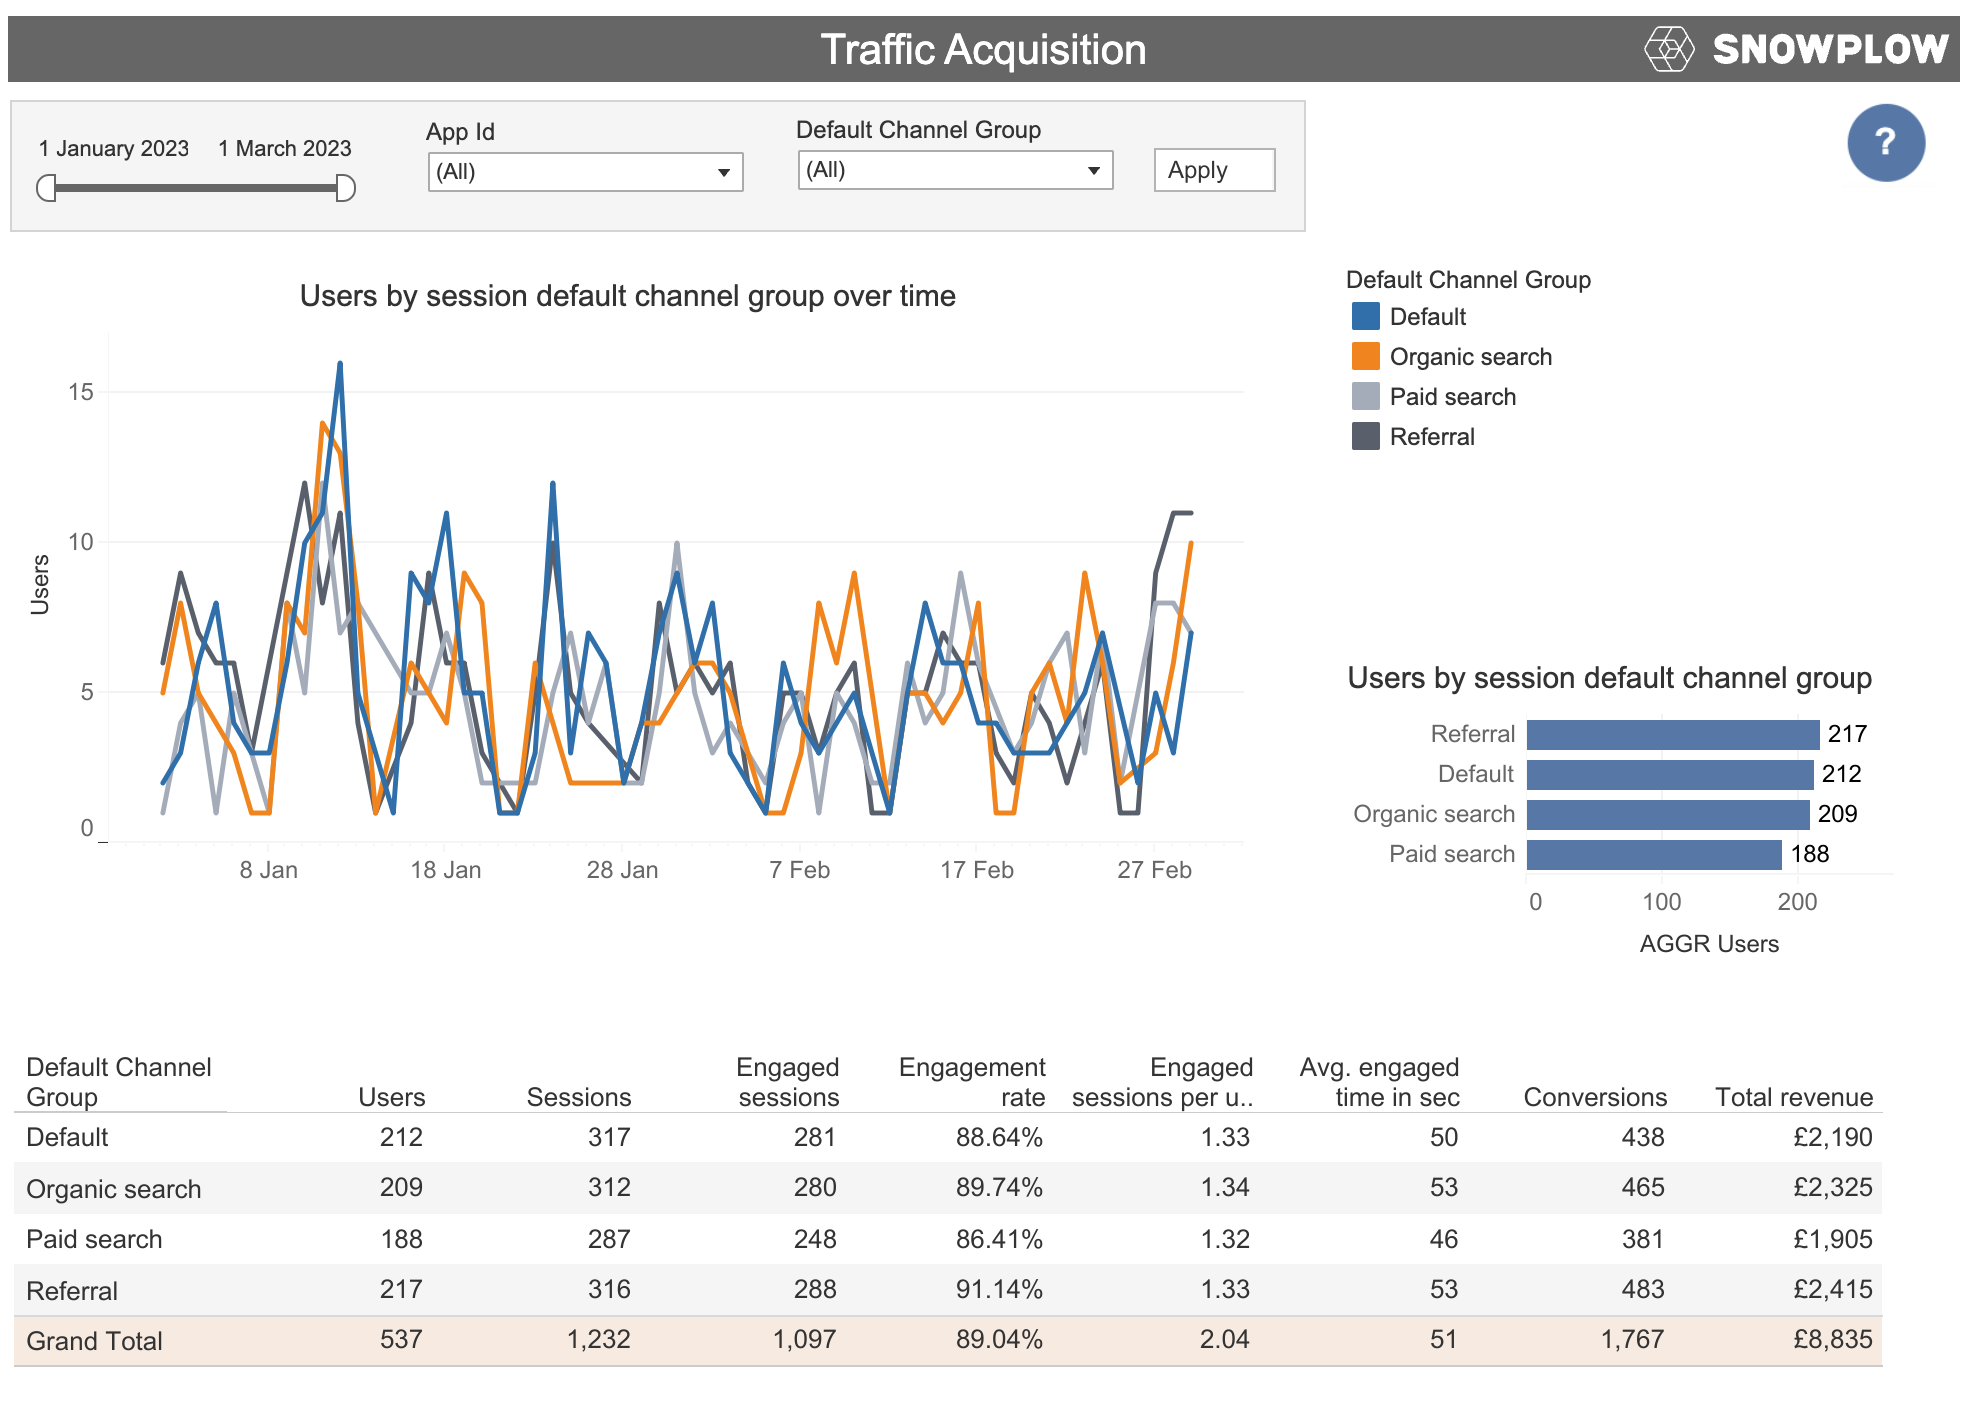 Traffic Acquisition
SNOWPLOW
1 January 2023 1 March 2023
App Id
(All)
Default Channel Group
(All)
Apply
?
Users by session default channel group over time
Users
15
10
5
0
8 Jan 18 Jan 28 Jan 7 Feb 17 Feb 27 Feb
Default Channel Group
Default
Organic search
Paid search
Referral
Users by session default channel group
Referral 217
Default 212
Organic search 209
Paid search 188
0 100 200
AGGR Users
Default Channel Group Users Sessions Engaged sessions Engagement rate Engaged sessions per u.. Avg. engaged time in sec Conversions Total revenue
Default 212 317 281 88.64% 1.33 50 438 £2,190
Organic search 209 312 280 89.74% 1.34 53 465 £2,325
Paid search 188 287 248 86.41% 1.32 46 381 £1,905
Referral 217 316 288 91.14% 1.33 53 483 £2,415
Grand Total 537 1,232 1,097 89.04% 2.04 51 1,767 £8,835